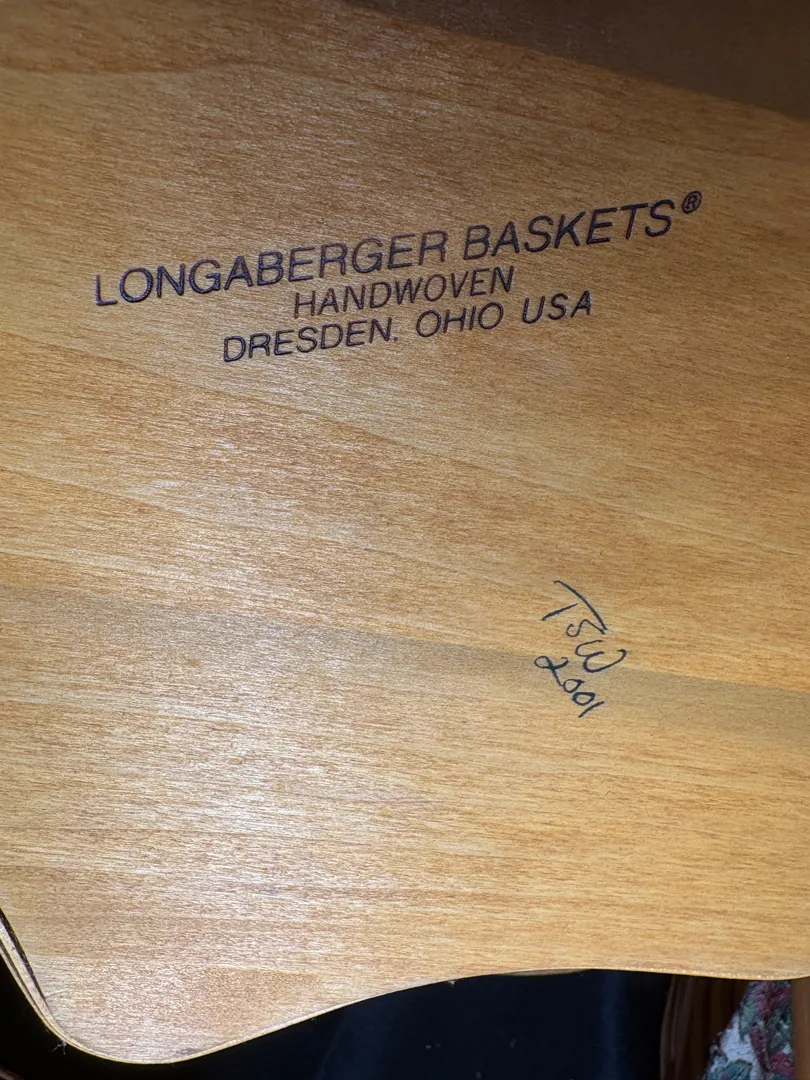 LONGABERGER BASKETS®
HANDWOVEN
DRESDEN, OHIO USA
TSW
2001